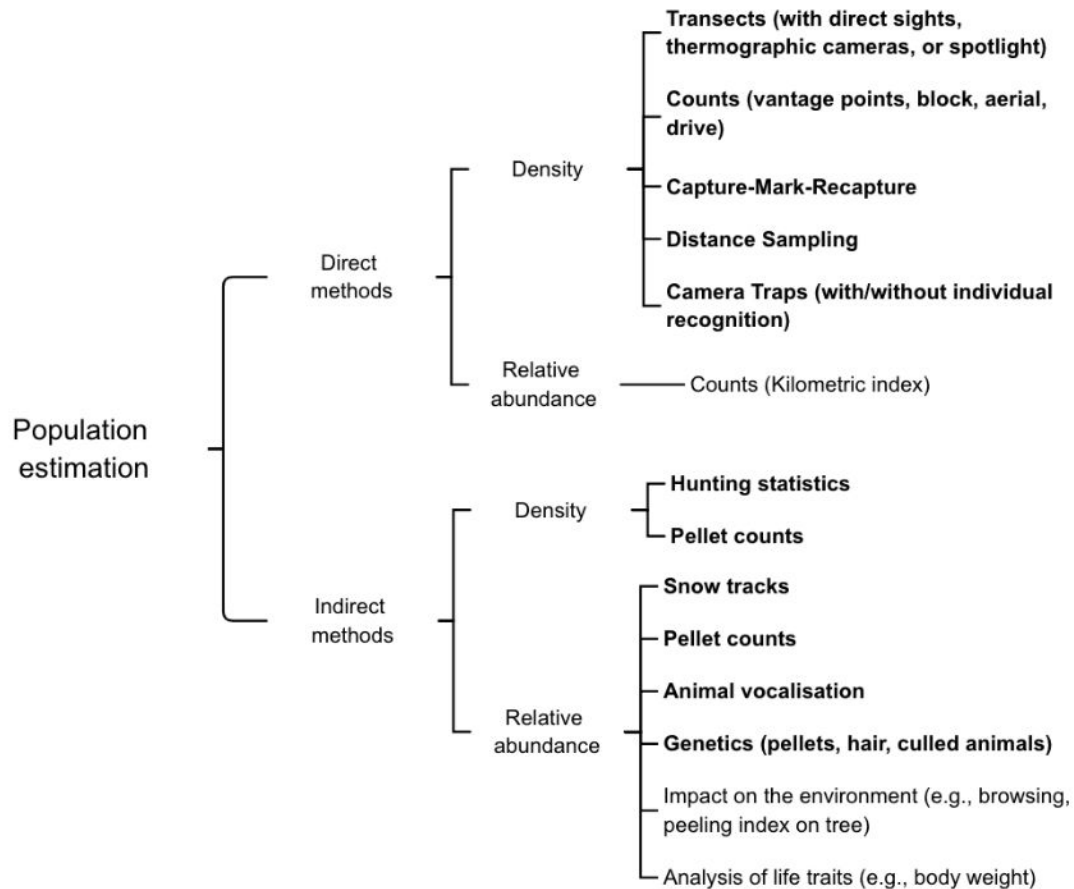 Population
estimation
Direct
methods
Density
Transects (with direct sights,
thermographic cameras, or spotlight)
Counts (vantage points, block, aerial,
drive)
Capture-Mark-Recapture
Distance Sampling
Camera Traps (with/without individual
recognition)
Relative
abundance
Counts (Kilometric index)
Indirect
methods
Density
Hunting statistics
Pellet counts
Relative
abundance
Snow tracks
Pellet counts
Animal vocalisation
Genetics (pellets, hair, culled animals)
Impact on the environment (e.g., browsing,
peeling index on tree)
Analysis of life traits (e.g., body weight)